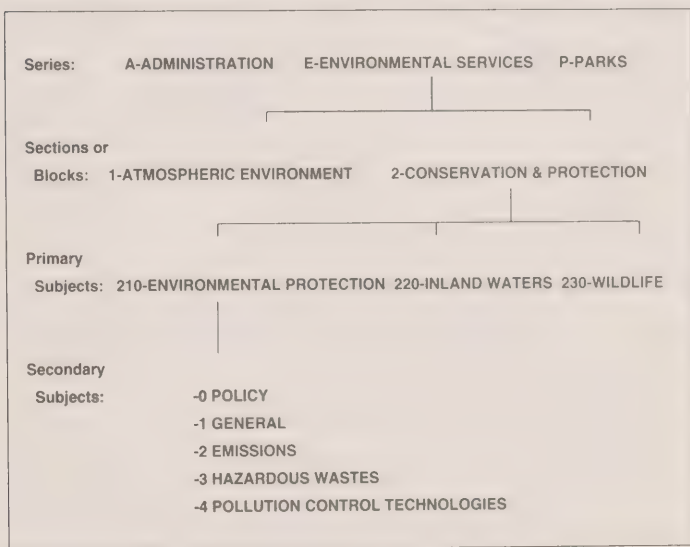 Series: A-ADMINISTRATION E-ENVIRONMENTAL SERVICES P-PARKS
Sections or
Blocks: 1-ATMOSPHERIC ENVIRONMENT 2-CONSERVATION & PROTECTION
Primary
Subjects: 210-ENVIRONMENTAL PROTECTION 220-INLAND WATERS 230-WILDLIFE
Secondary
Subjects: -0 POLICY
-1 GENERAL
-2 EMISSIONS
-3 HAZARDOUS WASTES
-4 POLLUTION CONTROL TECHNOLOGIES